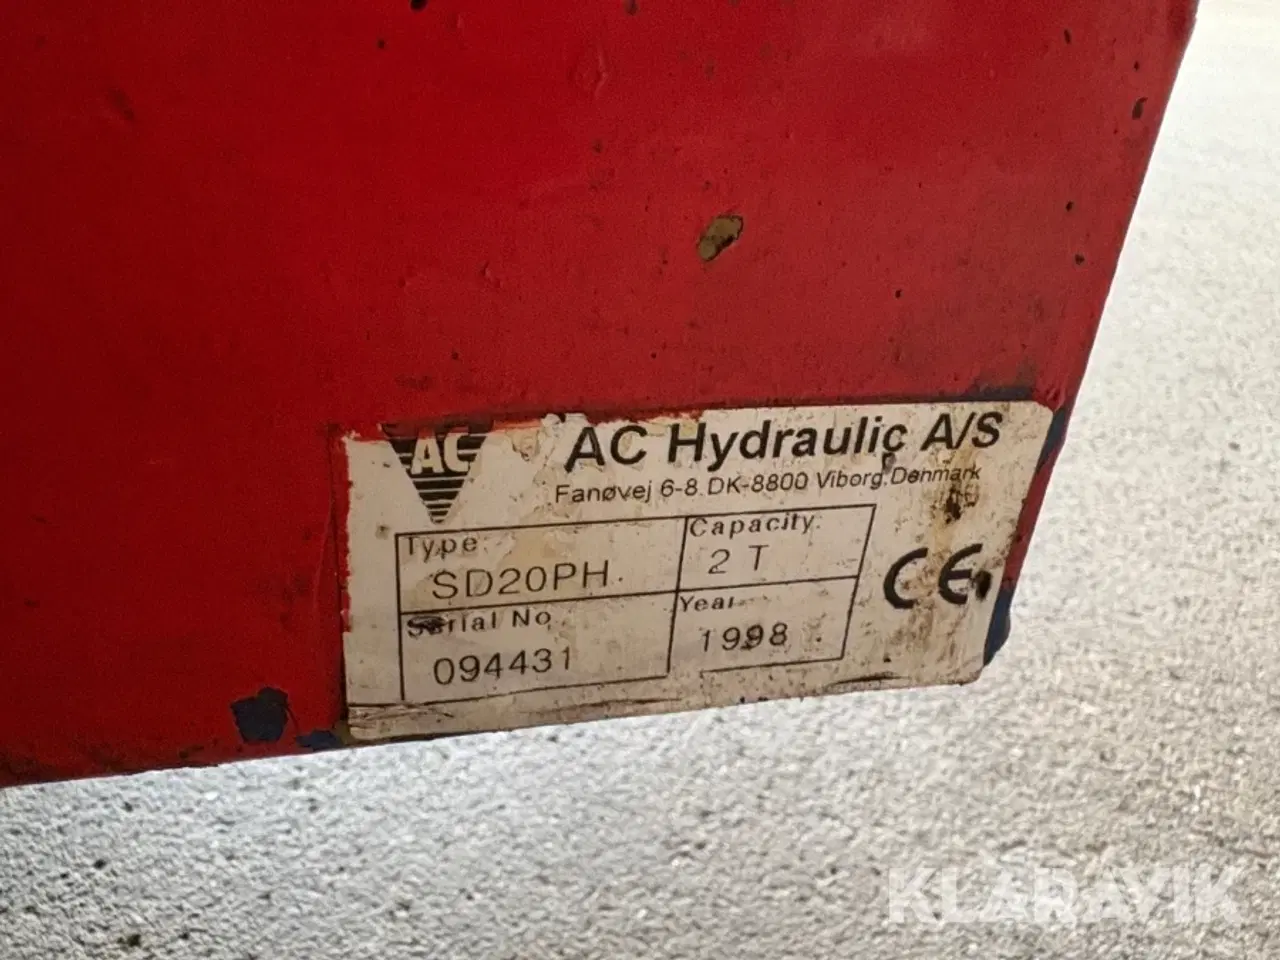 AC
AC Hydraulic A/S
Fanøvej 6-8.DK-8800 Viborg.Denmark
Type.
SD20PH.
Capacity.
2 T
Serial No.
094431
Year.
1998.
CE
KLARAVIK